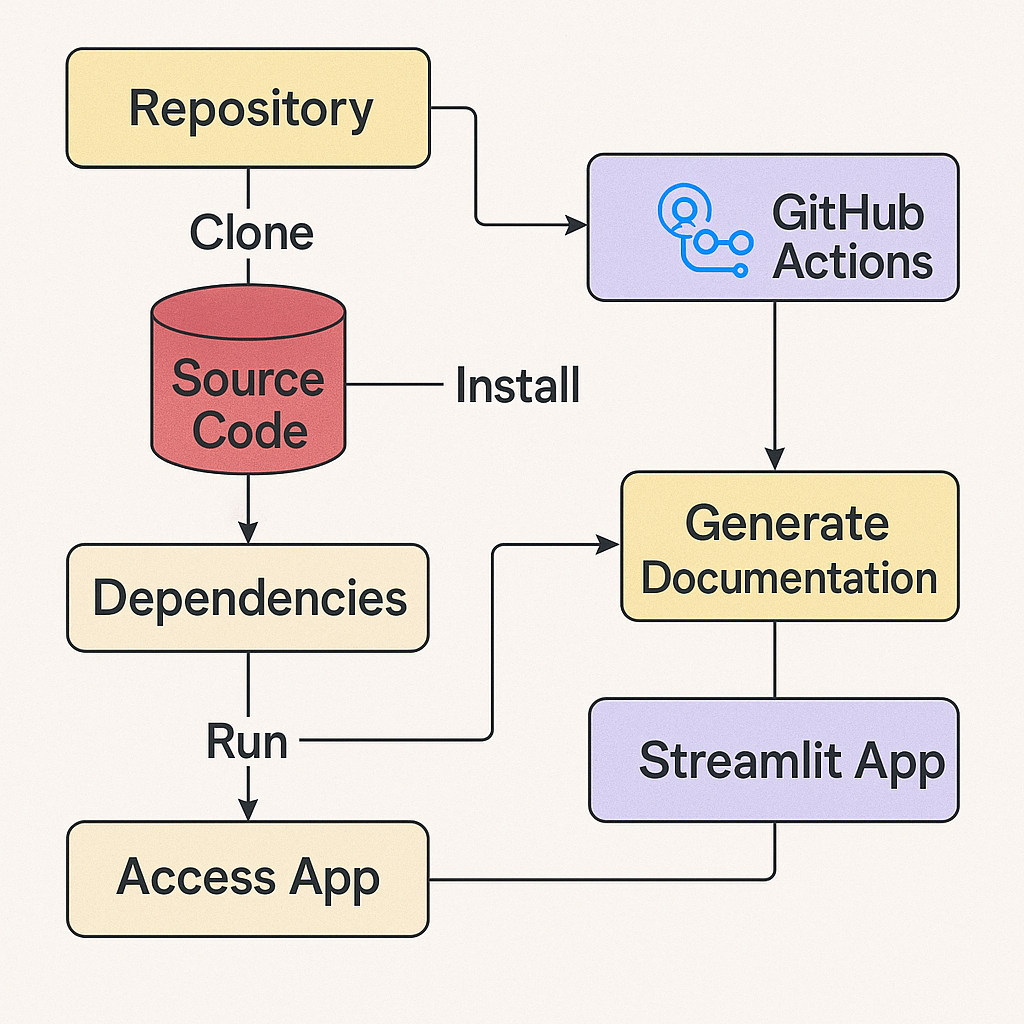 Repository
Clone
GitHub
Actions
Source
Code
Install
Dependencies
Generate
Documentation
Run
Streamlit App
Access App